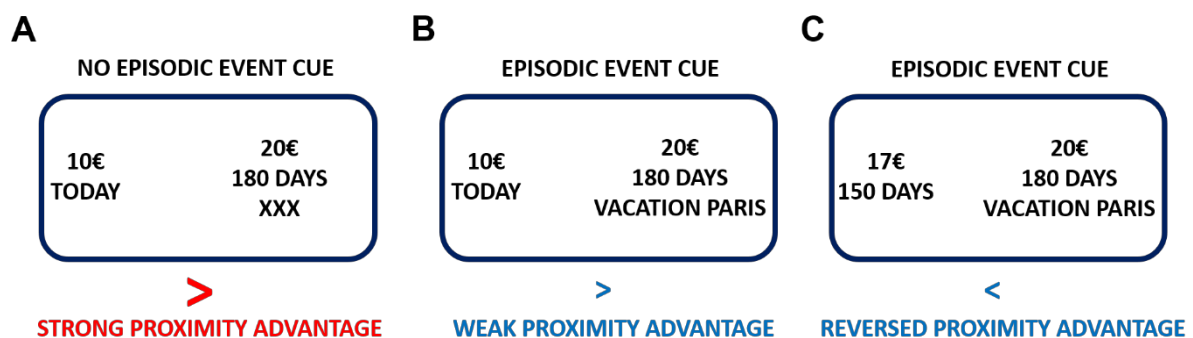 A
NO EPISODIC EVENT CUE
10€
TODAY
20€
180 DAYS
XXX
>
STRONG PROXIMITY ADVANTAGE
B
EPISODIC EVENT CUE
10€
TODAY
20€
180 DAYS
VACATION PARIS
>
WEAK PROXIMITY ADVANTAGE
C
EPISODIC EVENT CUE
17€
150 DAYS
20€
180 DAYS
VACATION PARIS
<
REVERSED PROXIMITY ADVANTAGE